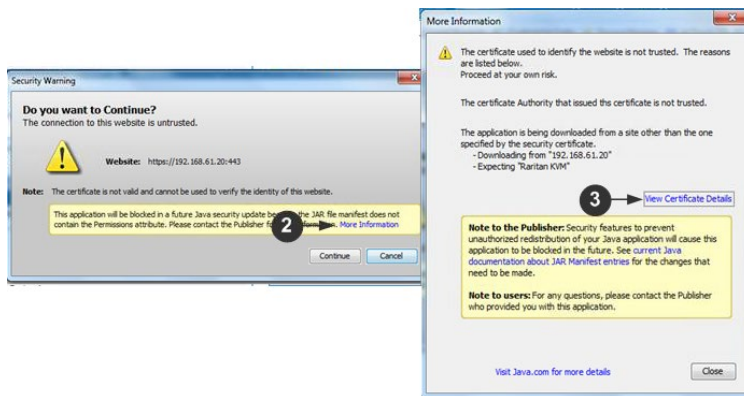 Security Warning
Do you want to Continue?
The connection to this website is untrusted.
Website: https://192.168.61.20:443
Note: The certificate is not valid and cannot be used to verify the identity of this website.
This application will be blocked in a future Java security update because the JAR file manifest does not
contain the Permissions attribute. Please contact the Publisher for information. More Information
2
Continue
Cancel
More Information
The certificate used to identify the website is not trusted. The reasons
are listed below.
Proceed at your own risk.
The certificate Authority that issued ths certificate is not trusted.
The application is being downloaded from a site other than the one
specified by the security certificate.
- Downloading from "192.168.61.20"
- Expecting "Raritan KVM"
3
View Certificate Details
Note to the Publisher: Security features to prevent
unauthorized redistribution of your Java application will cause this
application to be blocked in the future. See current Java
documentation about JAR Manifest entries for the changes that
need to be made.
Note to users: For any questions, please contact the Publisher
who provided you with this application.
Visit Java.com for more details
Close